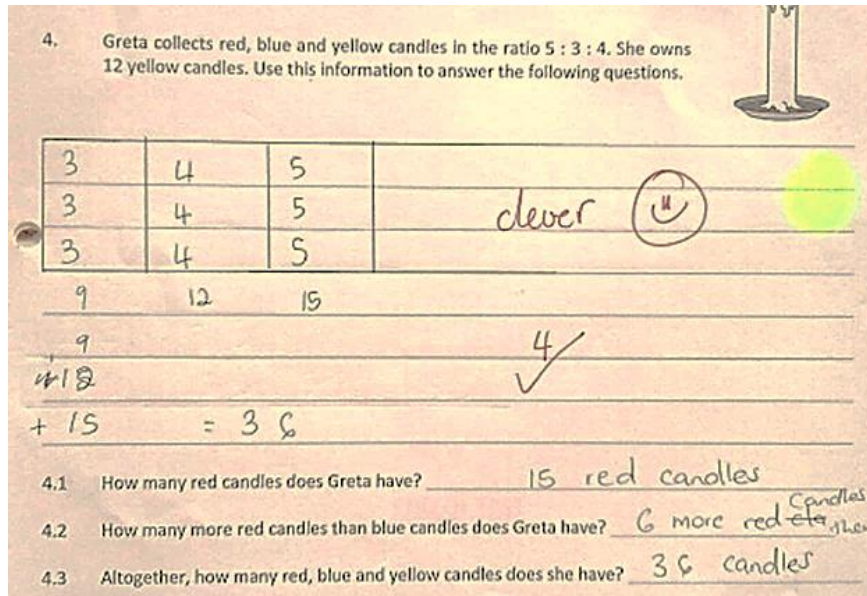 4. Greta collects red, blue and yellow candles in the ratio 5 : 3 : 4. She owns
12 yellow candles. Use this information to answer the following questions.
3 4 5
3 4 5 clever
3 4 5
9 12 15
9 4
+ 15 = 36
4.1 How many red candles does Greta have? 15 red candles
4.2 How many more red candles than blue candles does Greta have? 6 more red Candles
4.3 Altogether, how many red, blue and yellow candles does she have? 36 candles